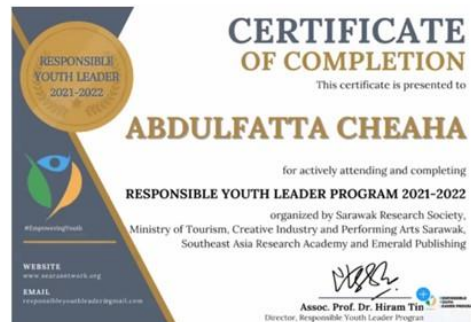 RESPONSIBLE
YOUTH LEADER
2021-2022
#EmpoweringYouth
WEBSITE
www.searanetwork.org
EMAIL
responsibleyouthleader@gmail.com
CERTIFICATE
OF COMPLETION
This certificate is presented to
ABDULFATTA CHEAHA
for actively attending and completing
RESPONSIBLE YOUTH LEADER PROGRAM 2021-2022
organized by Sarawak Research Society,
Ministry of Tourism, Creative Industry and Performing Arts Sarawak,
Southeast Asia Research Academy and Emerald Publishing
Assoc. Prof. Dr. Hiram Tin
Director, Responsible Youth Leader Program